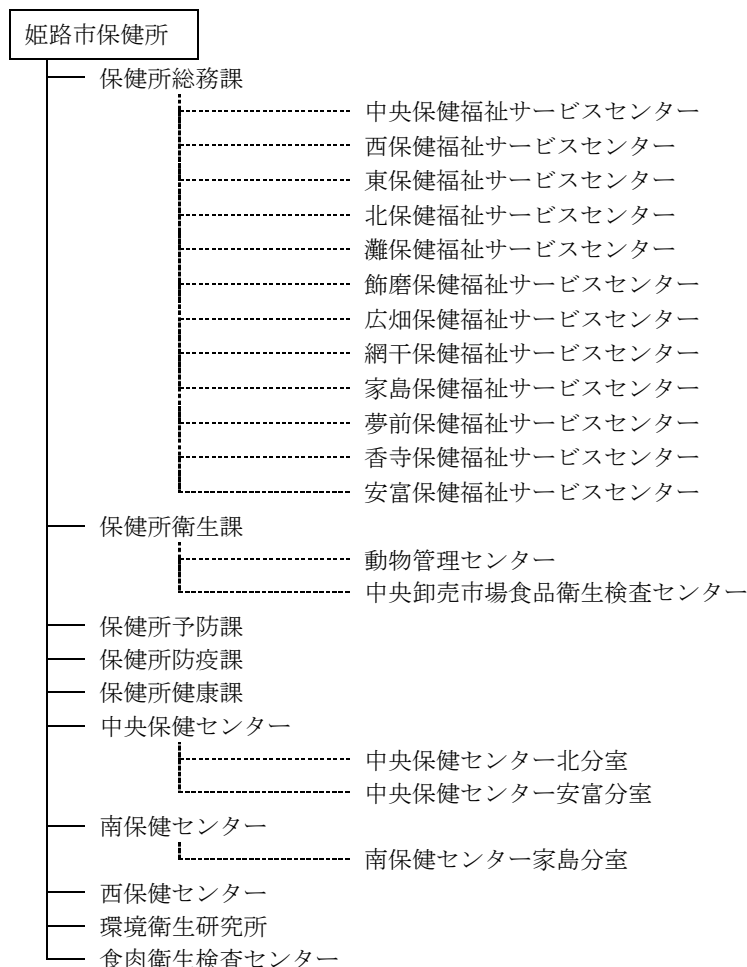 姫路市保健所
保健所総務課
中央保健福祉サービスセンター
西保健福祉サービスセンター
東保健福祉サービスセンター
北保健福祉サービスセンター
灘保健福祉サービスセンター
飾磨保健福祉サービスセンター
広畑保健福祉サービスセンター
網干保健福祉サービスセンター
家島保健福祉サービスセンター
夢前保健福祉サービスセンター
香寺保健福祉サービスセンター
安富保健福祉サービスセンター
保健所衛生課
動物管理センター
中央卸売市場食品衛生検査センター
保健所予防課
保健所防疫課
保健所健康課
中央保健センター
中央保健センター北分室
中央保健センター安富分室
南保健センター
南保健センター家島分室
西保健センター
環境衛生研究所
食肉衛生検査センター